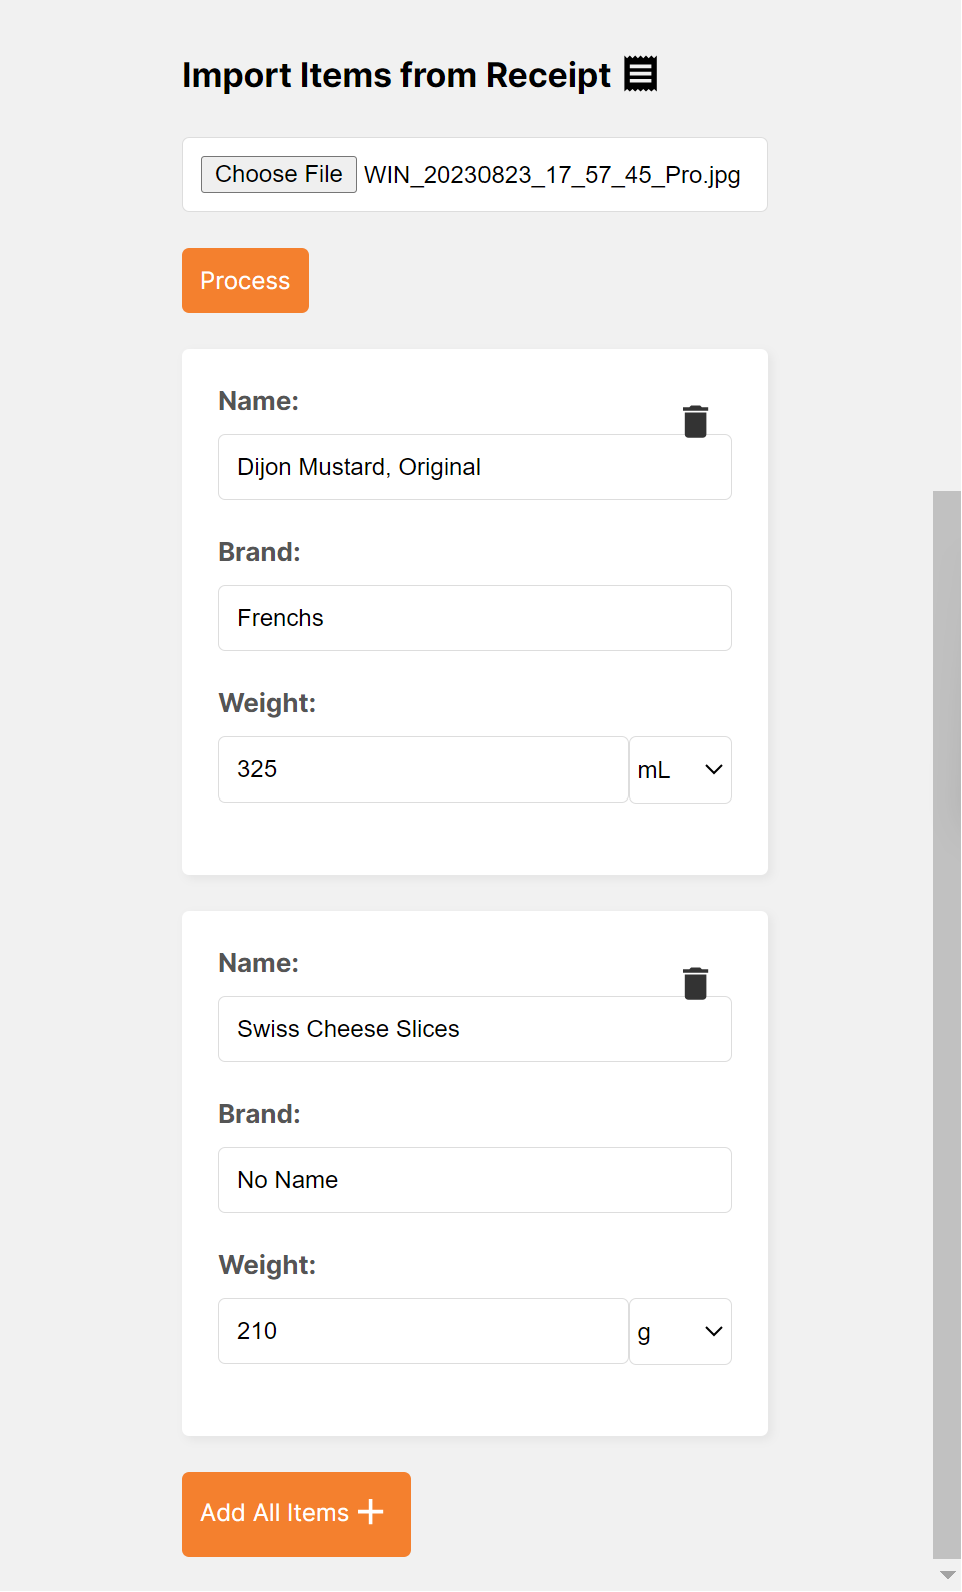 Import Items from Receipt
Choose File WIN_20230823_17_57_45_Pro.jpg
Process
Name:
Dijon Mustard, Original
Brand:
Frenchs
Weight:
325 mL
Name:
Swiss Cheese Slices
Brand:
No Name
Weight:
210 g
Add All Items